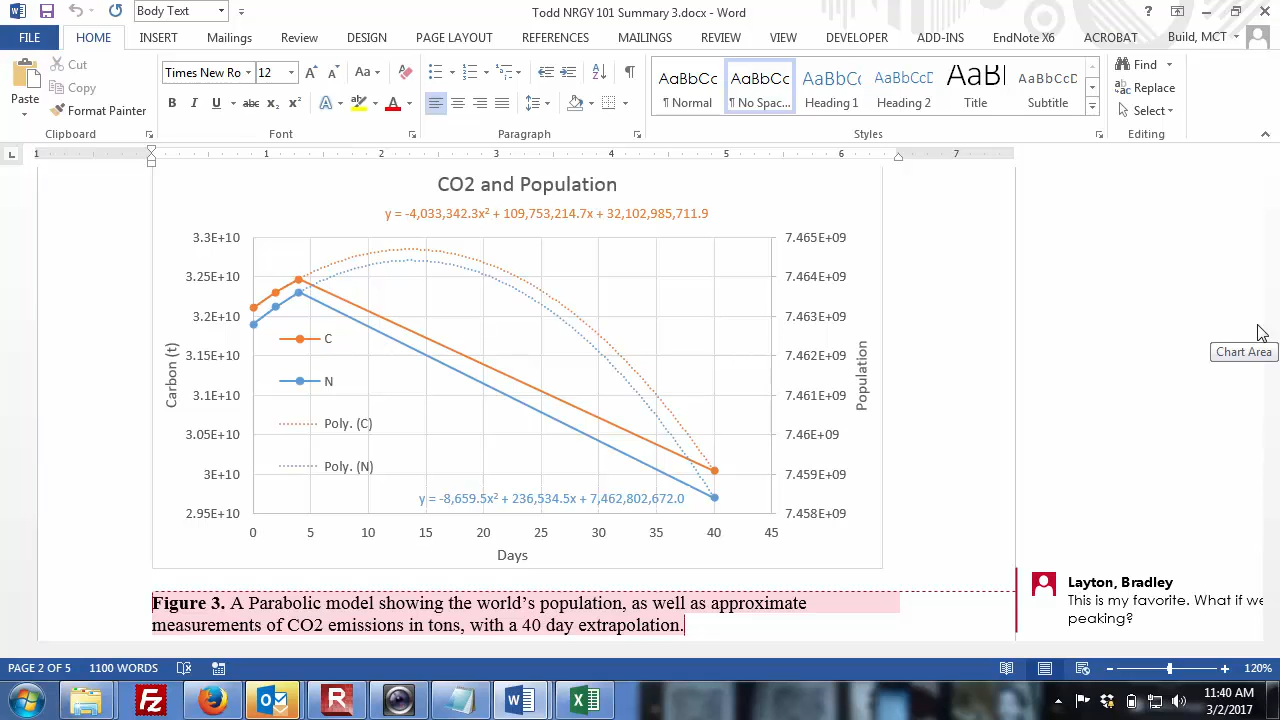 Todd NRGY 101 Summary 3.docx - Word
Body Text
FILE HOME INSERT Mailings Review DESIGN PAGE LAYOUT REFERENCES MAILINGS REVIEW VIEW DEVELOPER ADD-INS EndNote X6 ACROBAT Build, MCT
Paste
Cut
Copy
Format Painter
Clipboard
Times New Ro 12
Font
Paragraph
AaBbCc AaBbCc AaBbCc AaBbCcD AaBb AaBbCcD
¶ Normal ¶ No Spac... Heading 1 Heading 2 Title Subtitle
Styles
Find
Replace
Select
Editing
1 1 2 3 4 5 6 7
CO2 and Population
y = -4,033,342.3x² + 109,753,214.7x + 32,102,985,711.9
3.3E+10
3.25E+10
3.2E+10
3.15E+10
3.1E+10
3.05E+10
3E+10
2.95E+10
Carbon (t)
C
N
Poly. (C)
Poly. (N)
y = -8,659.5x² + 236,534.5x + 7,462,802,672.0
7.465E+09
7.464E+09
7.463E+09
7.462E+09
7.461E+09
7.46E+09
7.459E+09
7.458E+09
Population
0 5 10 15 20 25 30 35 40 45
Days
Chart Area
Figure 3. A Parabolic model showing the world’s population, as well as approximate
measurements of CO2 emissions in tons, with a 40 day extrapolation.
Layton, Bradley
This is my favorite. What if we
peaking?
PAGE 2 OF 5 1100 WORDS 120%
11:40 AM
3/2/2017